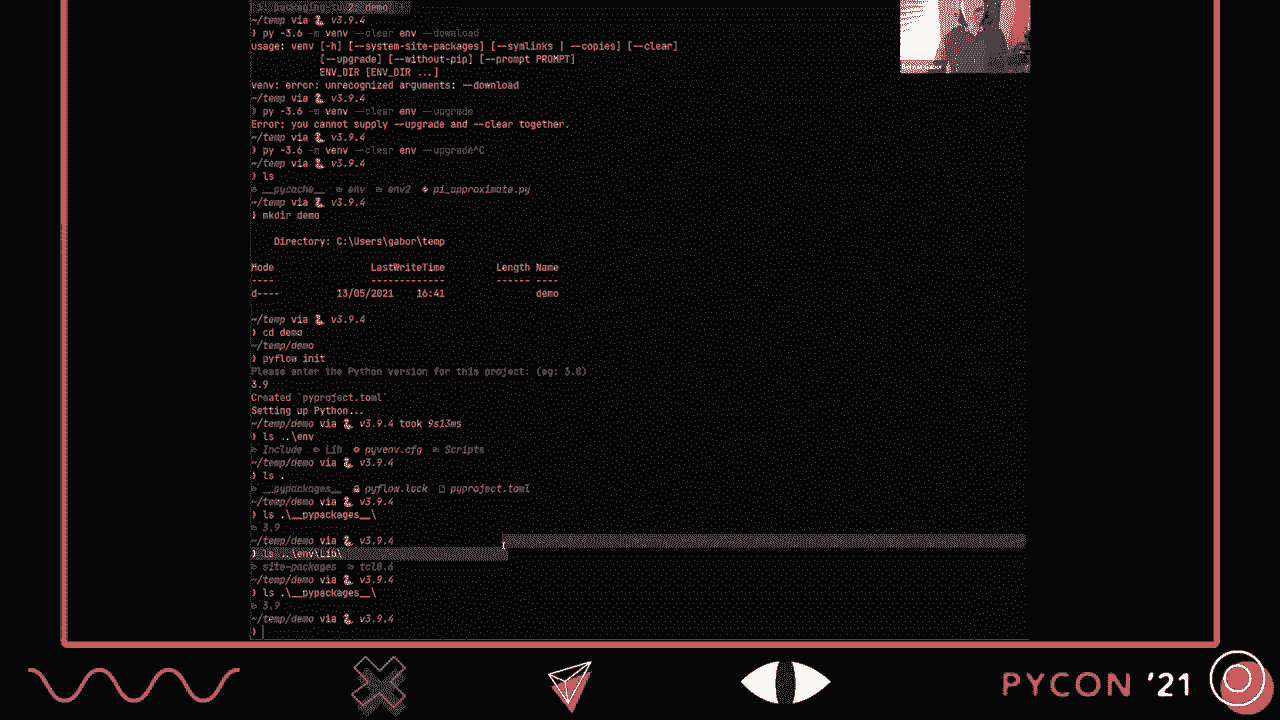 1: packaging-tu 2: demo
~/temp via v3.9.4
❯ py -3.6 -m venv --clear env --download
usage: venv [-h] [--system-site-packages] [--symlinks | --copies] [--clear]
[--upgrade] [--without-pip] [--prompt PROMPT]
ENV_DIR [ENV_DIR ...]
venv: error: unrecognized arguments: --download
~/temp via v3.9.4
❯ py -3.6 -m venv --clear env --upgrade
Error: you cannot supply --upgrade and --clear together.
~/temp via v3.9.4
❯ py -3.6 -m venv --clear env --upgrade^C
~/temp via v3.9.4
❯ ls
__pycache__ env env2 pi_approximate.py
~/temp via v3.9.4
❯ mkdir demo
Directory: C:\Users\gabor\temp
Mode LastWriteTime Length Name
---- ------------- ------ ----
d---- 13/05/2021 16:41 demo
~/temp via v3.9.4
❯ cd demo
~/temp/demo
❯ pyflow init
Please enter the Python version for this project: (eg: 3.8)
3.9
Created `pyproject.toml`
Setting up Python...
~/temp/demo via v3.9.4 took 9s13ms
❯ ls ..\env
Include Lib pyvenv.cfg Scripts
~/temp/demo via v3.9.4
❯ ls .
__pypackages__ pyflow.lock pyproject.toml
~/temp/demo via v3.9.4
❯ ls .\__pypackages__\
3.9
~/temp/demo via v3.9.4
❯ ls ..\env\Lib\
site-packages tcl8.6
~/temp/demo via v3.9.4
❯ ls .\__pypackages__\
3.9
~/temp/demo via v3.9.4
❯
PYCON '21